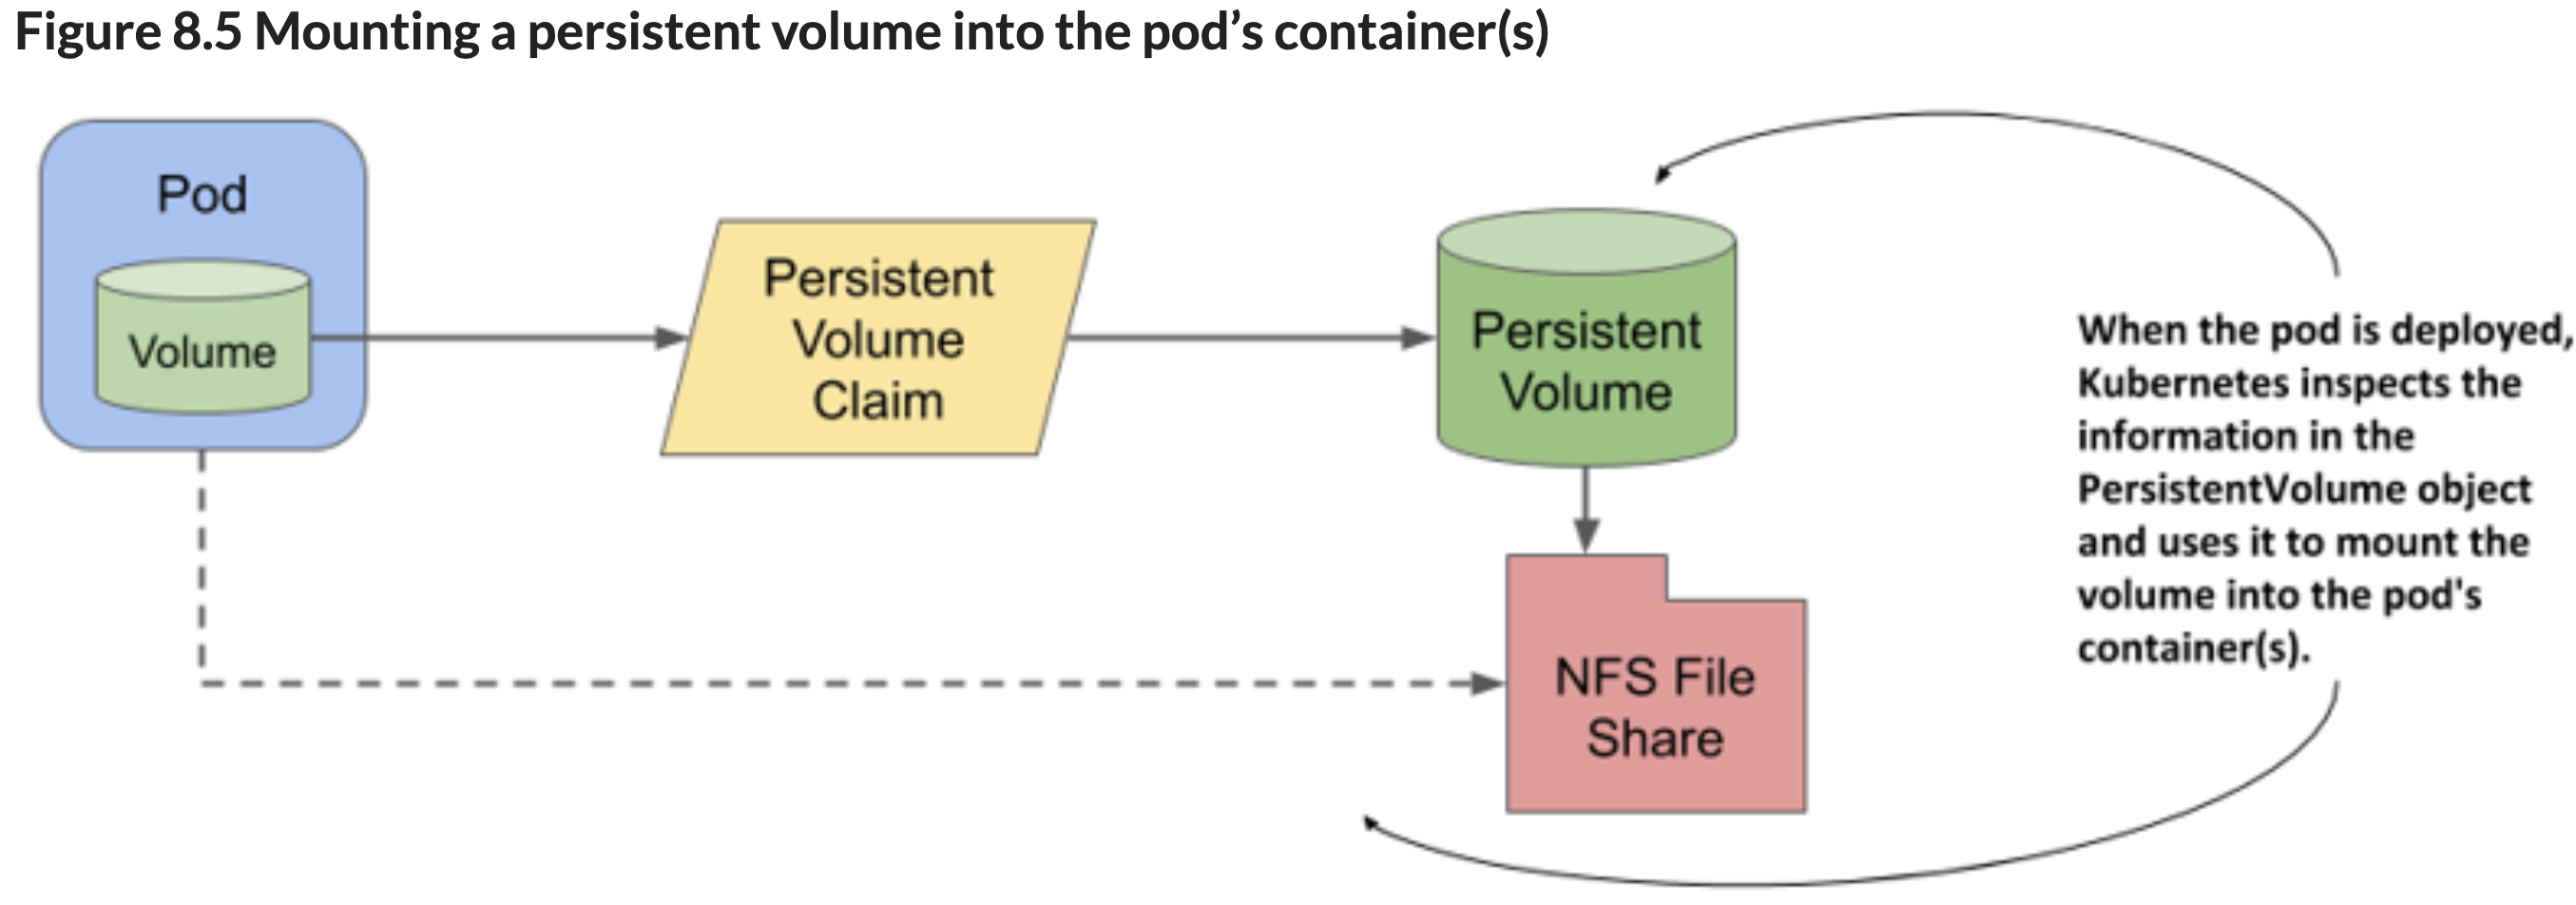 Figure 8.5 Mounting a persistent volume into the pod’s container(s)
Pod
Volume
Persistent
Volume
Claim
Persistent
Volume
NFS File
Share
When the pod is deployed,
Kubernetes inspects the
information in the
PersistentVolume object
and uses it to mount the
volume into the pod's
container(s).